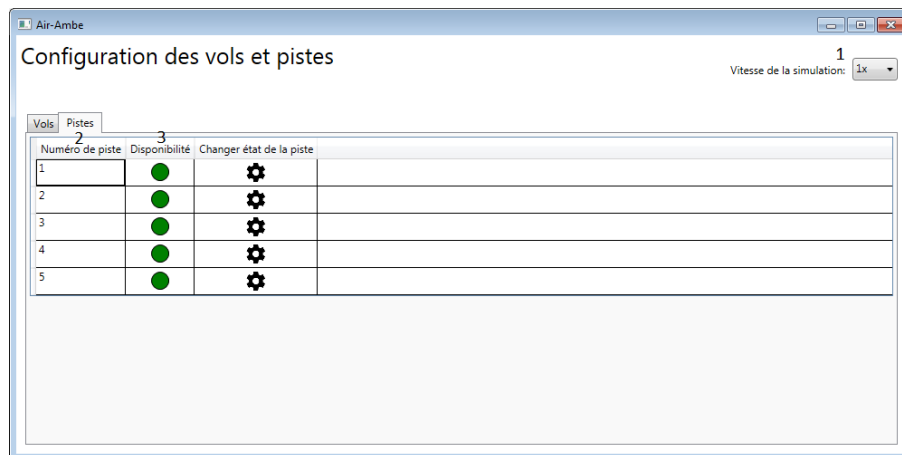 Air-Ambe
Configuration des vols et pistes
1
Vitesse de la simulation: 1x
Vols Pistes
2 3
Numéro de piste Disponibilité Changer état de la piste
1
2
3
4
5